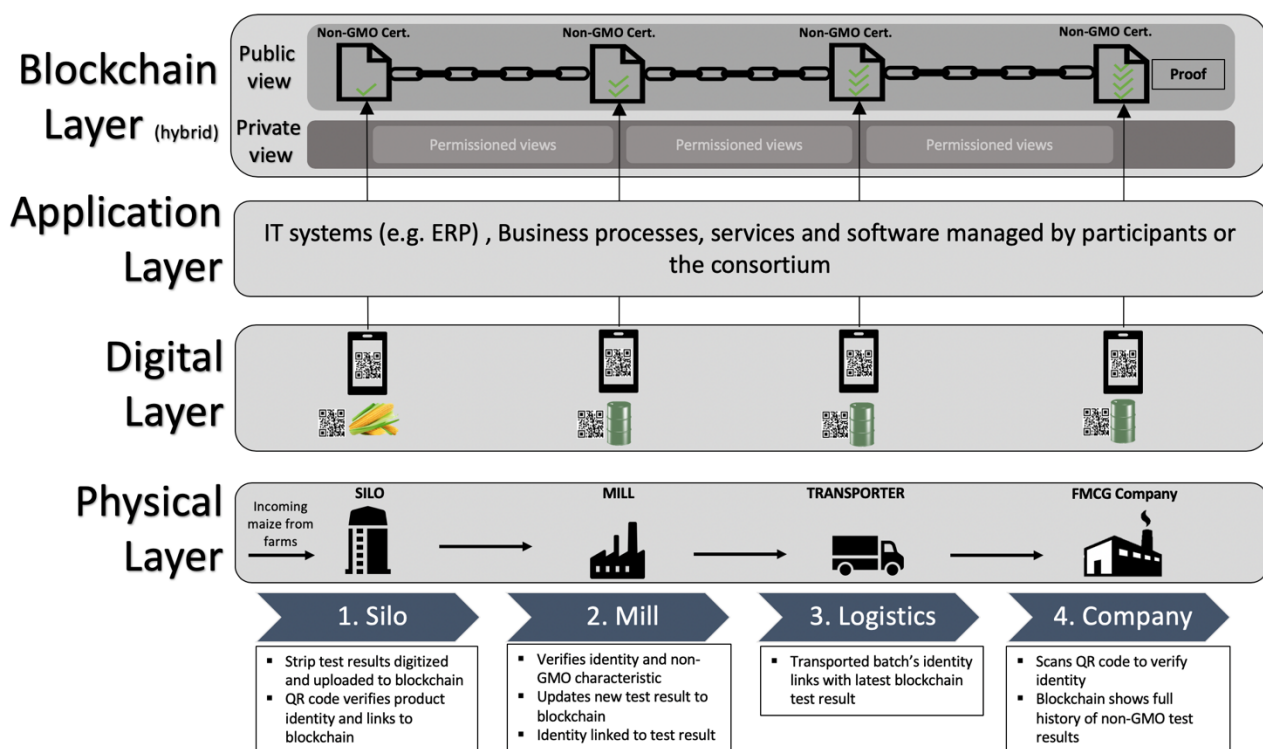 Blockchain
Layer (hybrid)
Public
view
Non-GMO Cert.
Non-GMO Cert.
Non-GMO Cert.
Non-GMO Cert.
Proof
Private
view
Permissioned views
Permissioned views
Permissioned views
Application
Layer
IT systems (e.g. ERP) , Business processes, services and software managed by participants or
the consortium
Digital
Layer
Physical
Layer
Incoming
maize from
farms
SILO
MILL
TRANSPORTER
FMCG Company
1. Silo
▪ Strip test results digitized
and uploaded to blockchain
▪ QR code verifies product
identity and links to
blockchain
2. Mill
▪ Verifies identity and non-
GMO characteristic
▪ Updates new test result to
blockchain
▪ Identity linked to test result
3. Logistics
▪ Transported batch's identity
links with latest blockchain
test result
4. Company
▪ Scans QR code to verify
identity
▪ Blockchain shows full
history of non-GMO test
results